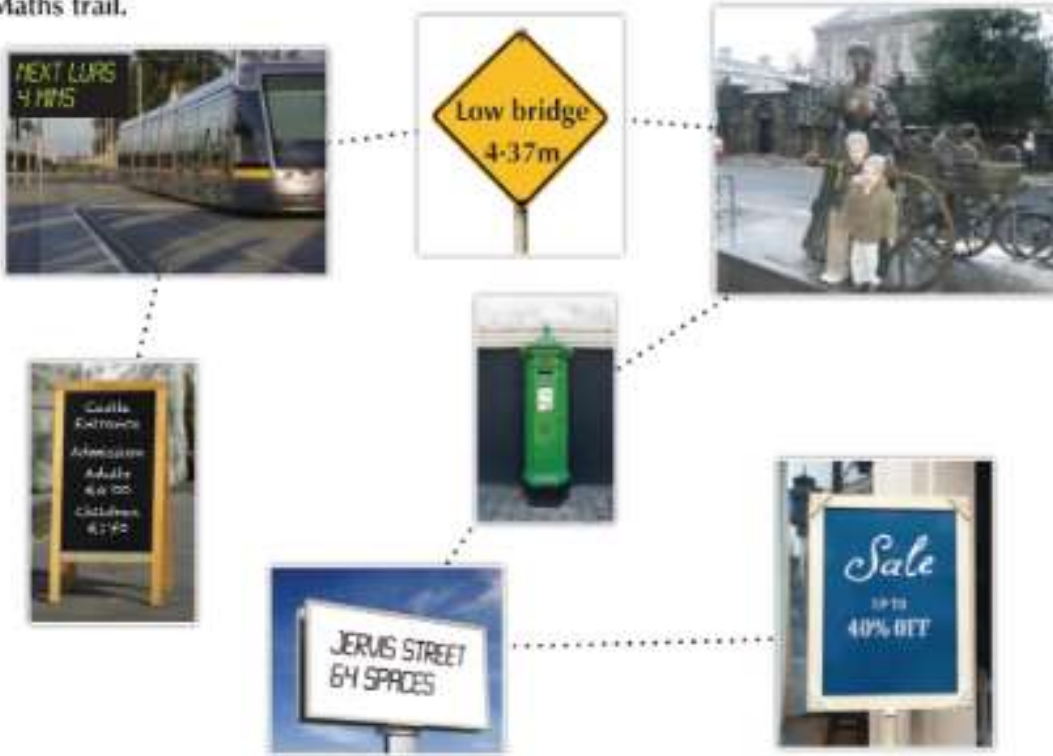 Maths trail.
NEXT LUAS
4 MINS
Low bridge
4·37m
Castle
Entrance
Admission
Adults
Children
JERVIS STREET
64 SPACES
Sale
UP TO
40% OFF